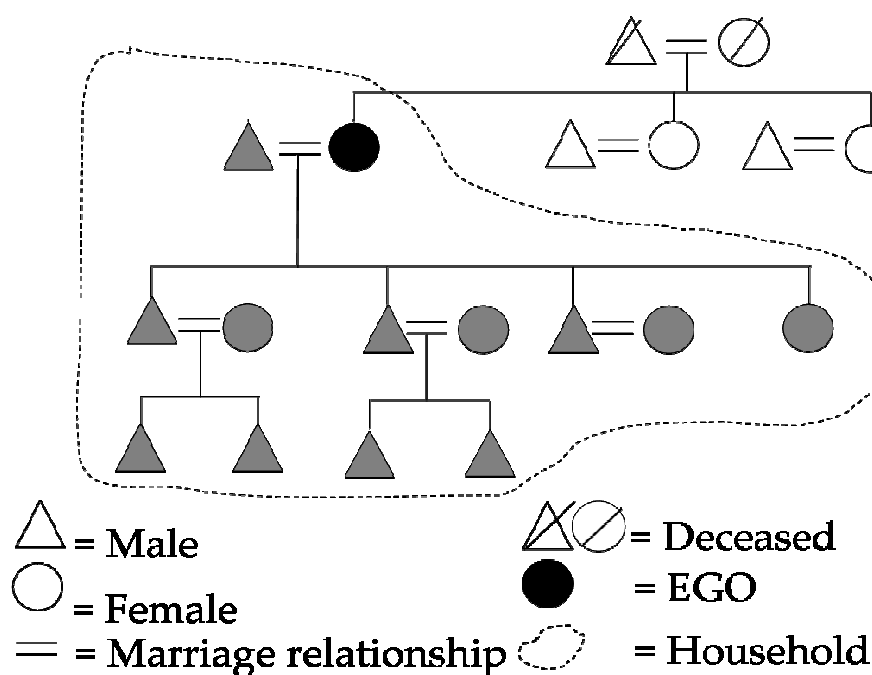 = Male
= Deceased
= Female
= EGO
= Marriage relationship
= Household